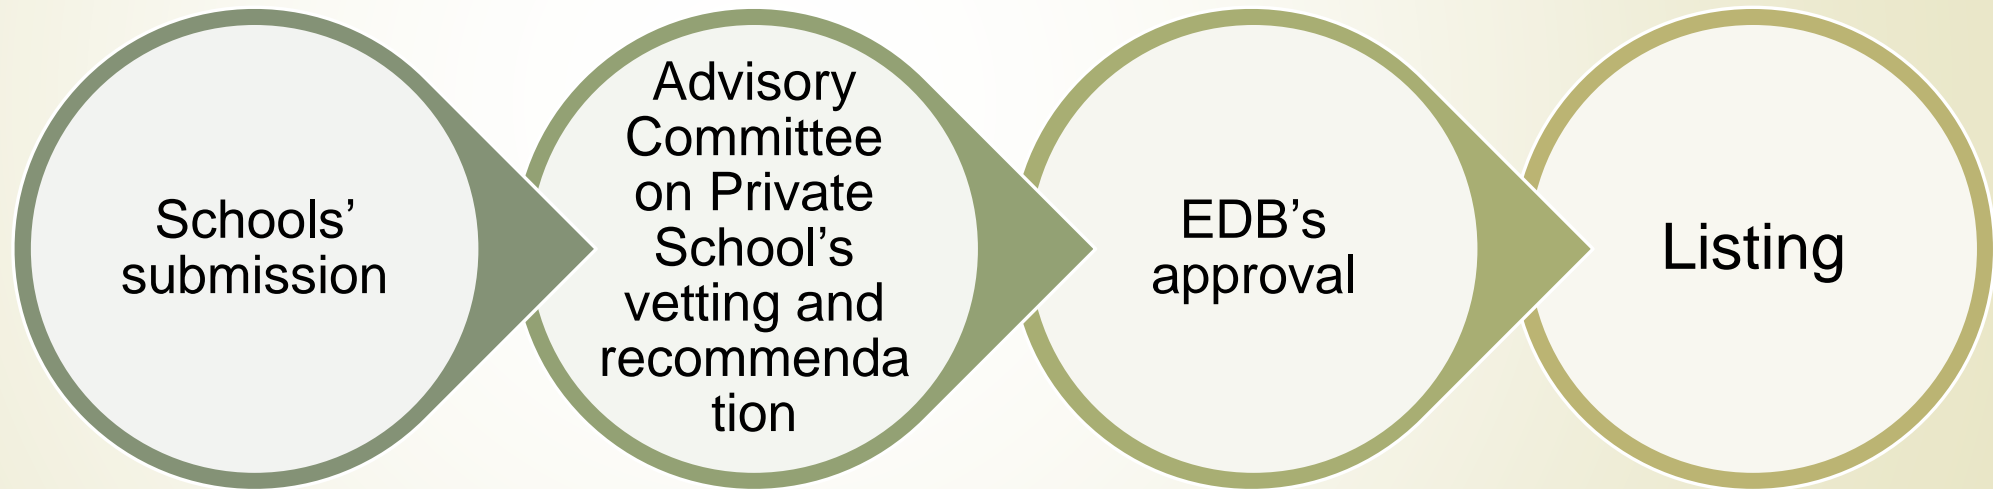 Schools’
submission
Advisory
Committee
on Private
School’s
vetting and
recommenda
tion
EDB’s
approval
Listing